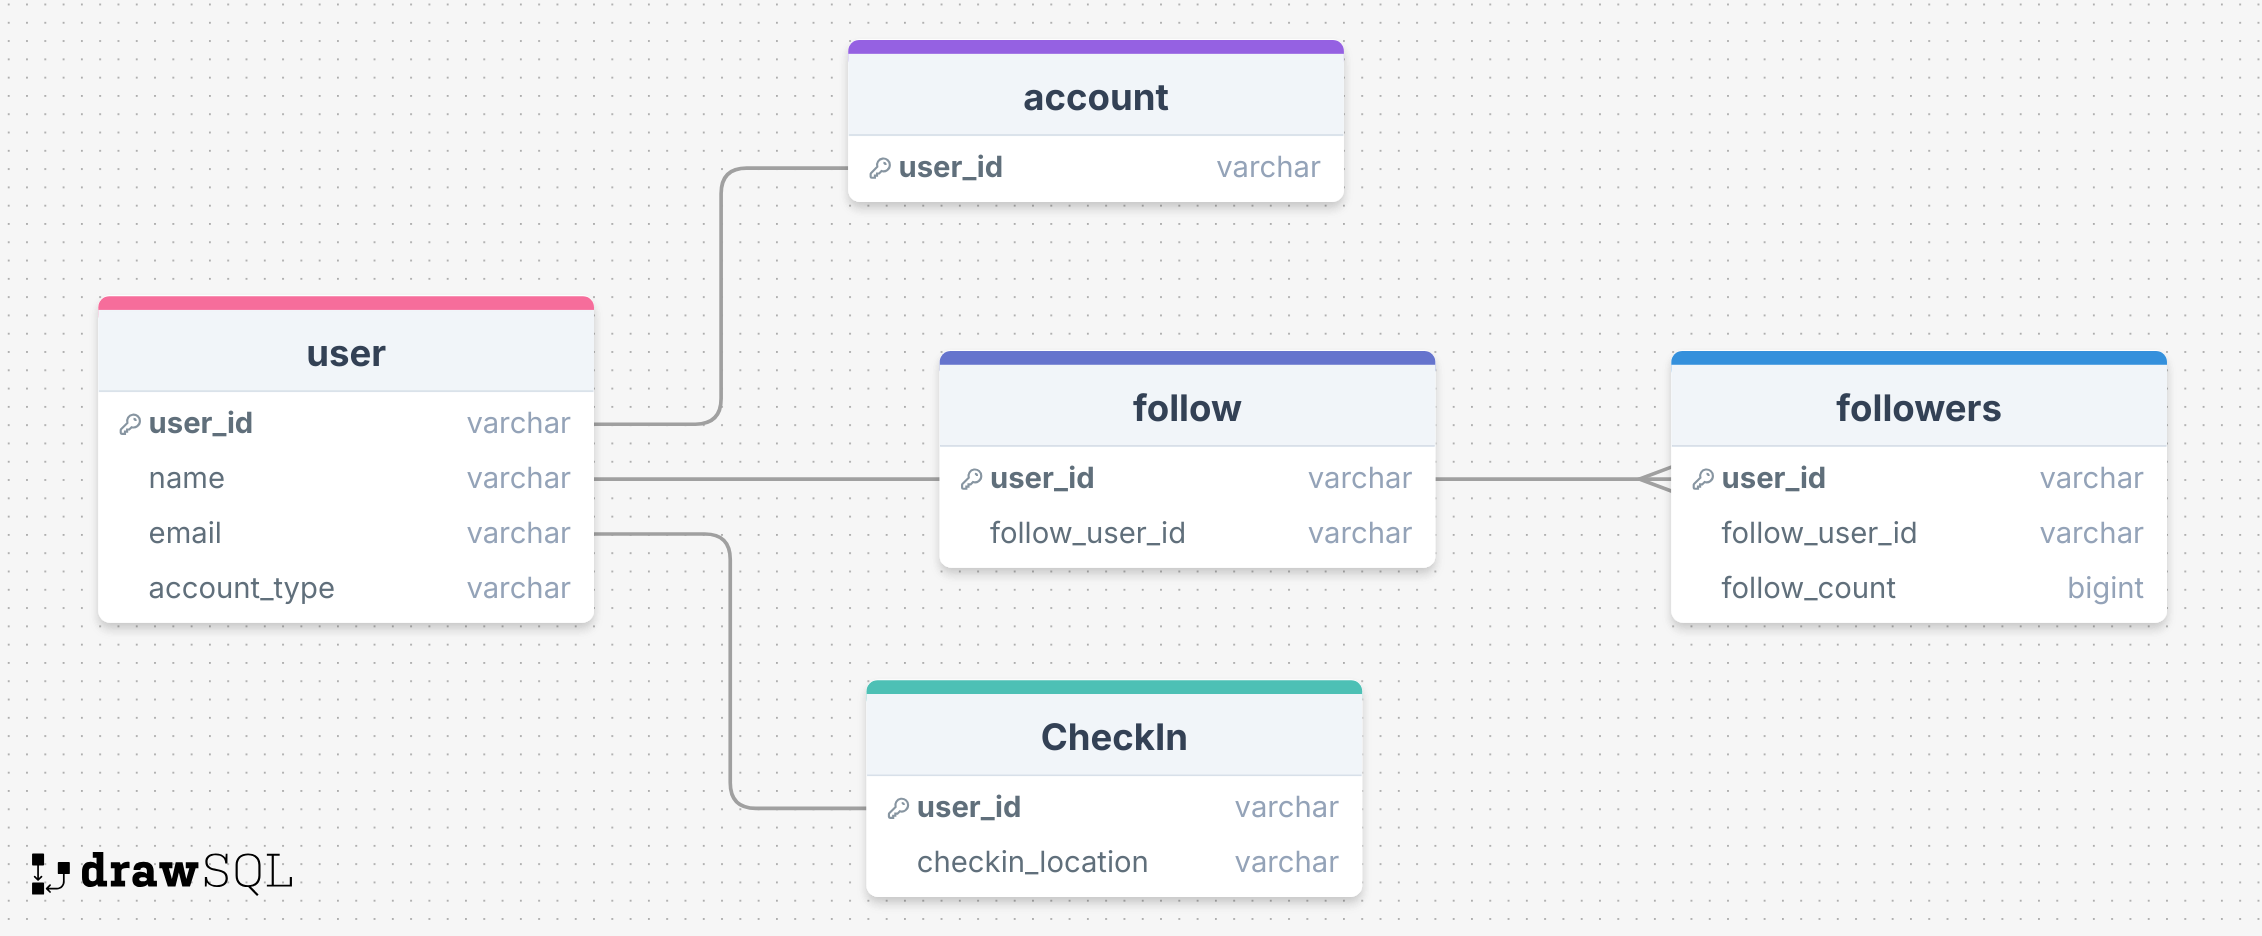 account
user_id varchar
user
user_id varchar
name varchar
email varchar
account_type varchar
follow
user_id varchar
follow_user_id varchar
followers
user_id varchar
follow_user_id varchar
follow_count bigint
CheckIn
user_id varchar
checkin_location varchar
drawSQL